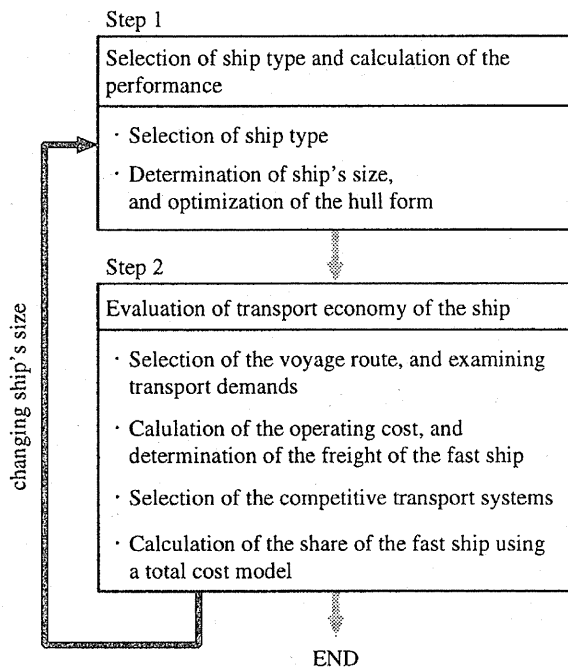 Step 1
Selection of ship type and calculation of the
performance
· Selection of ship type
· Determination of ship's size,
and optimization of the hull form
Step 2
Evaluation of transport economy of the ship
· Selection of the voyage route, and examining
transport demands
· Calulation of the operating cost, and
determination of the freight of the fast ship
· Selection of the competitive transport systems
· Calculation of the share of the fast ship using
a total cost model
changing ship's size
END